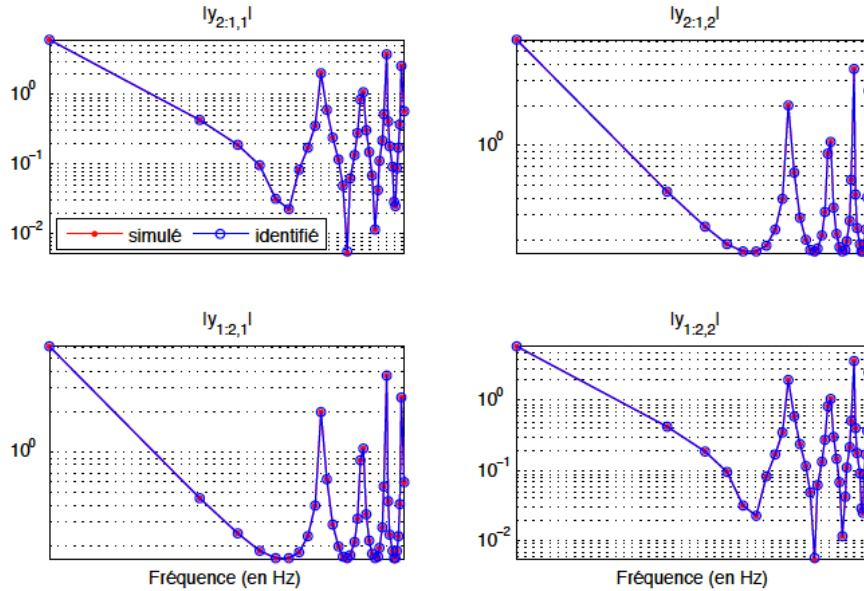 |y2:1,1|
10^0
10^-1
10^-2
simulé
identifié
|y2:1,2|
10^0
|y1:2,1|
10^0
Fréquence (en Hz)
|y1:2,2|
10^0
10^-1
10^-2
Fréquence (en Hz)